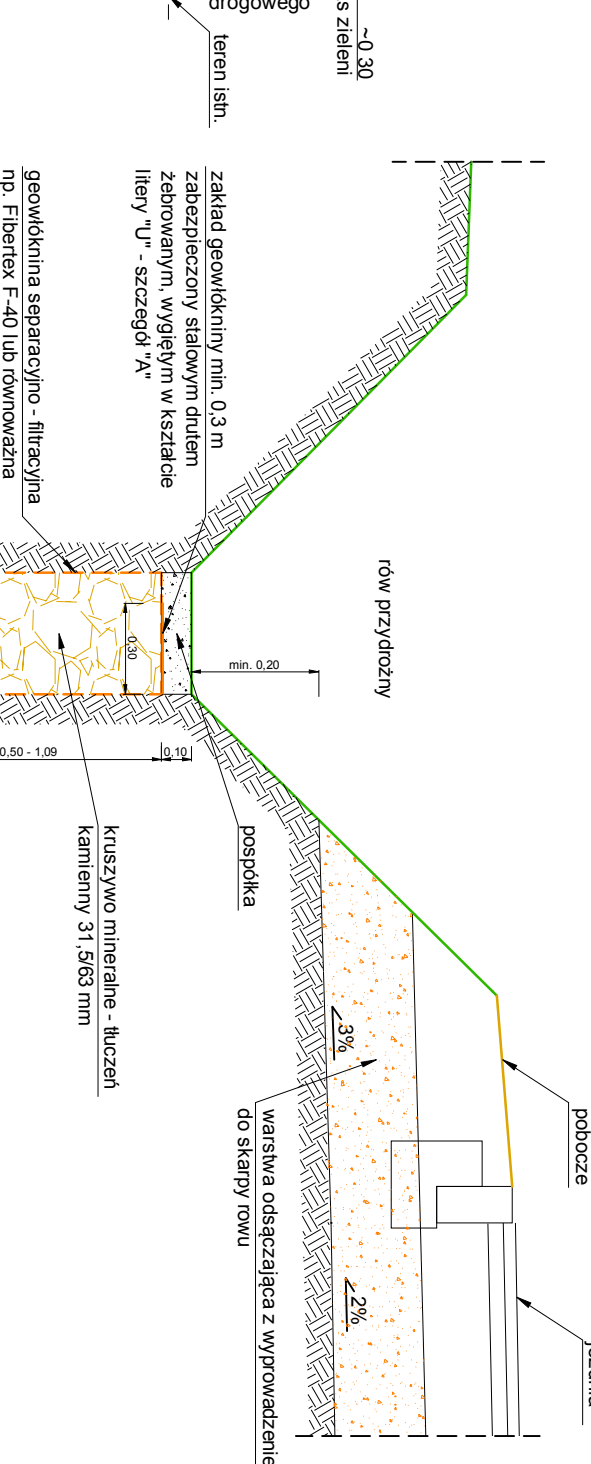 drogowego
~0 30
s zieleni
teren istn.
zakład geowłókniny min. 0,3 m
zabezpieczony stalowym drutem
żebrowanym, wygiętym w kształcie
litery "U" - szczegół "A"
geowłóknina separacyjno - filtracyjna
np. Fibertex F-40 lub równoważna
rów przydrożny
min. 0,20
0,30
0,50 - 1,09
0,10
pospółka
kruszywo mineralne - tłuczeń
kamienny 31,5/63 mm
3%
2%
warstwa odsączająca z wyprowadzenie
do skarpy rowu
pobocze